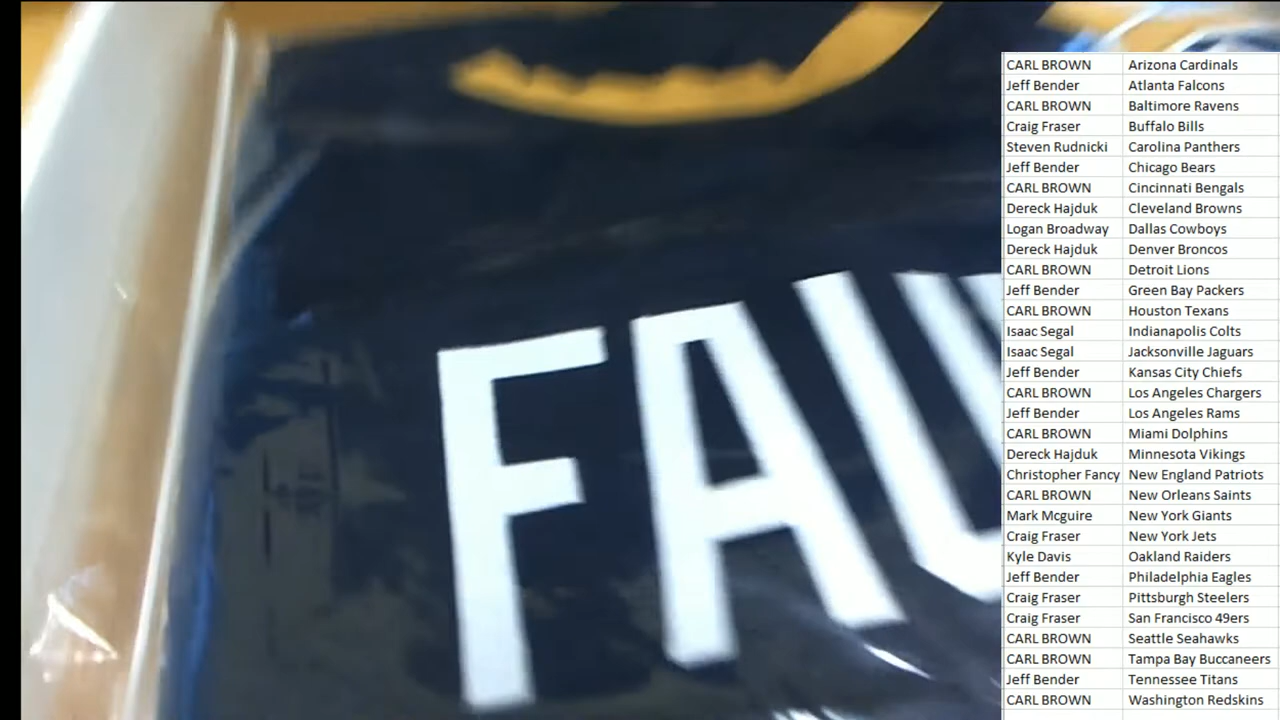 FAU
CARL BROWN Arizona Cardinals
Jeff Bender Atlanta Falcons
CARL BROWN Baltimore Ravens
Craig Fraser Buffalo Bills
Steven Rudnicki Carolina Panthers
Jeff Bender Chicago Bears
CARL BROWN Cincinnati Bengals
Dereck Hajduk Cleveland Browns
Logan Broadway Dallas Cowboys
Dereck Hajduk Denver Broncos
CARL BROWN Detroit Lions
Jeff Bender Green Bay Packers
CARL BROWN Houston Texans
Isaac Segal Indianapolis Colts
Isaac Segal Jacksonville Jaguars
Jeff Bender Kansas City Chiefs
CARL BROWN Los Angeles Chargers
Jeff Bender Los Angeles Rams
CARL BROWN Miami Dolphins
Dereck Hajduk Minnesota Vikings
Christopher Fancy New England Patriots
CARL BROWN New Orleans Saints
Mark Mcguire New York Giants
Craig Fraser New York Jets
Kyle Davis Oakland Raiders
Jeff Bender Philadelphia Eagles
Craig Fraser Pittsburgh Steelers
Craig Fraser San Francisco 49ers
CARL BROWN Seattle Seahawks
CARL BROWN Tampa Bay Buccaneers
Jeff Bender Tennessee Titans
CARL BROWN Washington Redskins